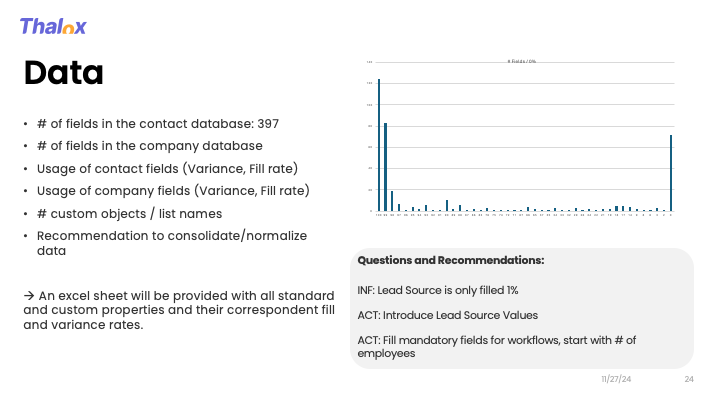 Thalox
Data
• # of fields in the contact database: 397
• # of fields in the company database
• Usage of contact fields (Variance, Fill rate)
• Usage of company fields (Variance, Fill rate)
• # custom objects / list names
• Recommendation to consolidate/normalize
data
→ An excel sheet will be provided with all standard
and custom properties and their correspondent fill
and variance rates.
# Fields / 0%
Questions and Recommendations:
INF: Lead Source is only filled 1%
ACT: Introduce Lead Source Values
ACT: Fill mandatory fields for workflows, start with # of
employees
11/27/24
24